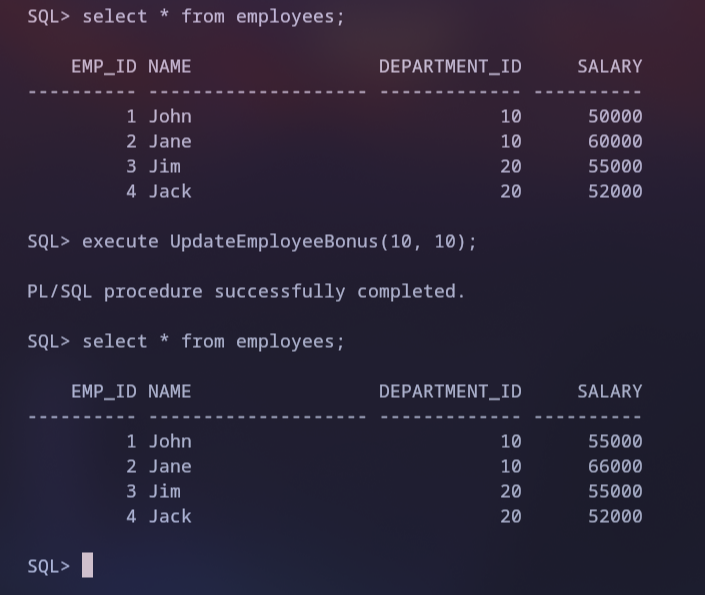 SQL> select * from employees;
    EMP_ID NAME                 DEPARTMENT_ID     SALARY
---------- -------------------- ------------- ----------
         1 John                            10      50000
         2 Jane                            10      60000
         3 Jim                             20      55000
         4 Jack                            20      52000
SQL> execute UpdateEmployeeBonus(10, 10);
PL/SQL procedure successfully completed.
SQL> select * from employees;
    EMP_ID NAME                 DEPARTMENT_ID     SALARY
---------- -------------------- ------------- ----------
         1 John                            10      55000
         2 Jane                            10      66000
         3 Jim                             20      55000
         4 Jack                            20      52000
SQL>